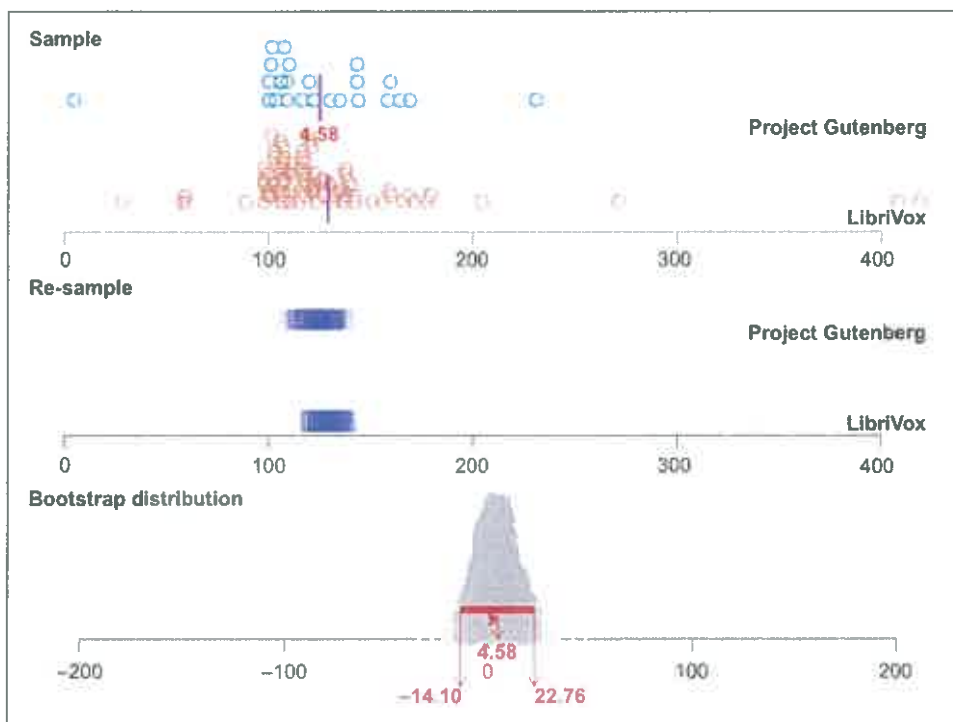 Sample
4.58
Project Gutenberg
LibriVox
0 100 200 300 400
Re-sample
Project Gutenberg
LibriVox
0 100 200 300 400
Bootstrap distribution
4.58
–200 –100 0 100 200
–14.10 22.76